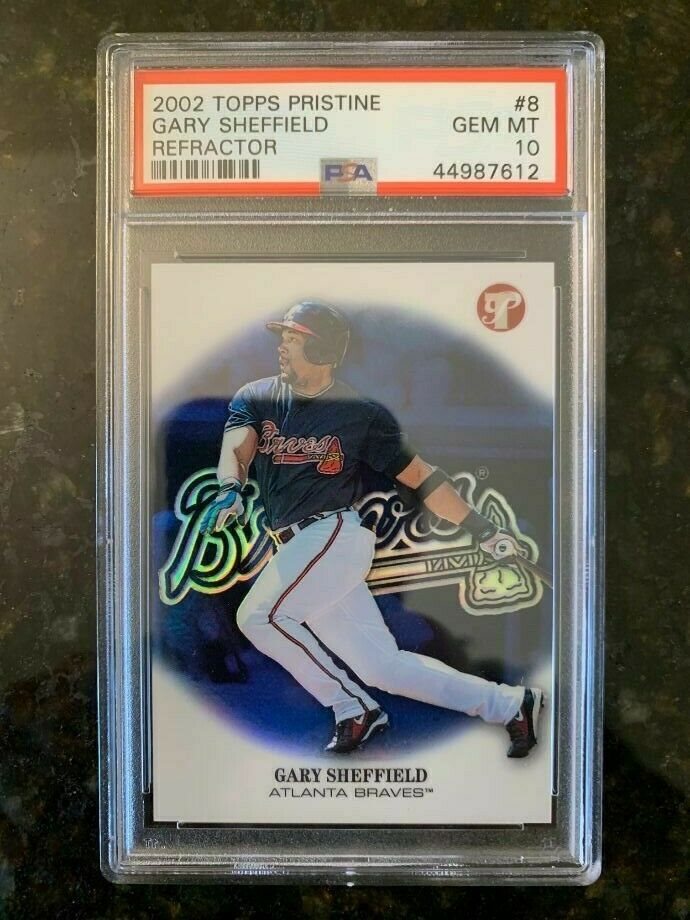 2002 TOPPS PRISTINE #8
GARY SHEFFIELD GEM MT
REFRACTOR 10
PSA 44987612
Braves
Braves ®
GARY SHEFFIELD
ATLANTA BRAVES™